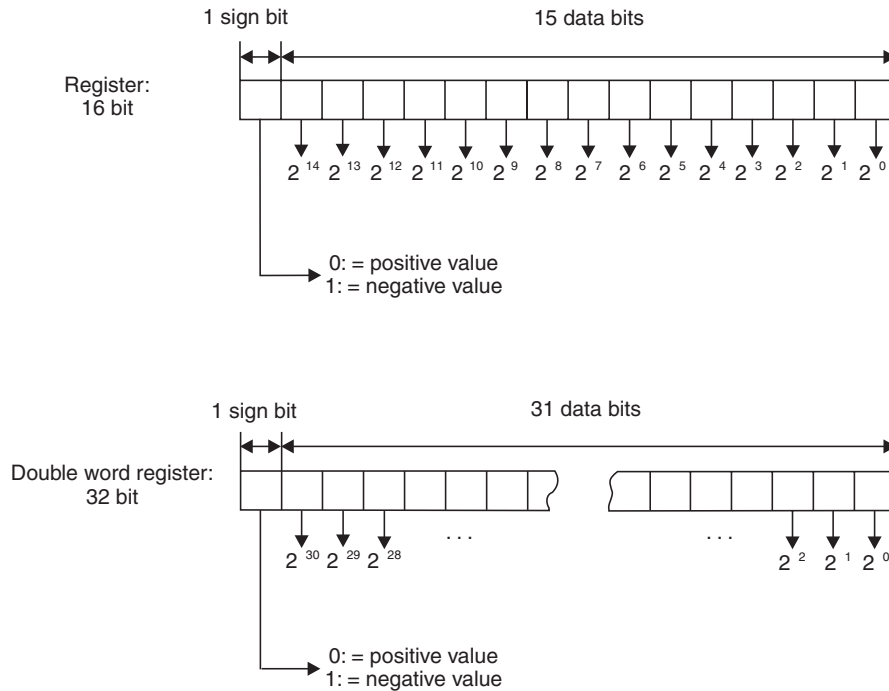 1 sign bit 15 data bits
Register:
16 bit
2^14 2^13 2^12 2^11 2^10 2^9 2^8 2^7 2^6 2^5 2^4 2^3 2^2 2^1 2^0
0: = positive value
1: = negative value
1 sign bit 31 data bits
Double word register:
32 bit
2^30 2^29 2^28 ... ... 2^2 2^1 2^0
0: = positive value
1: = negative value